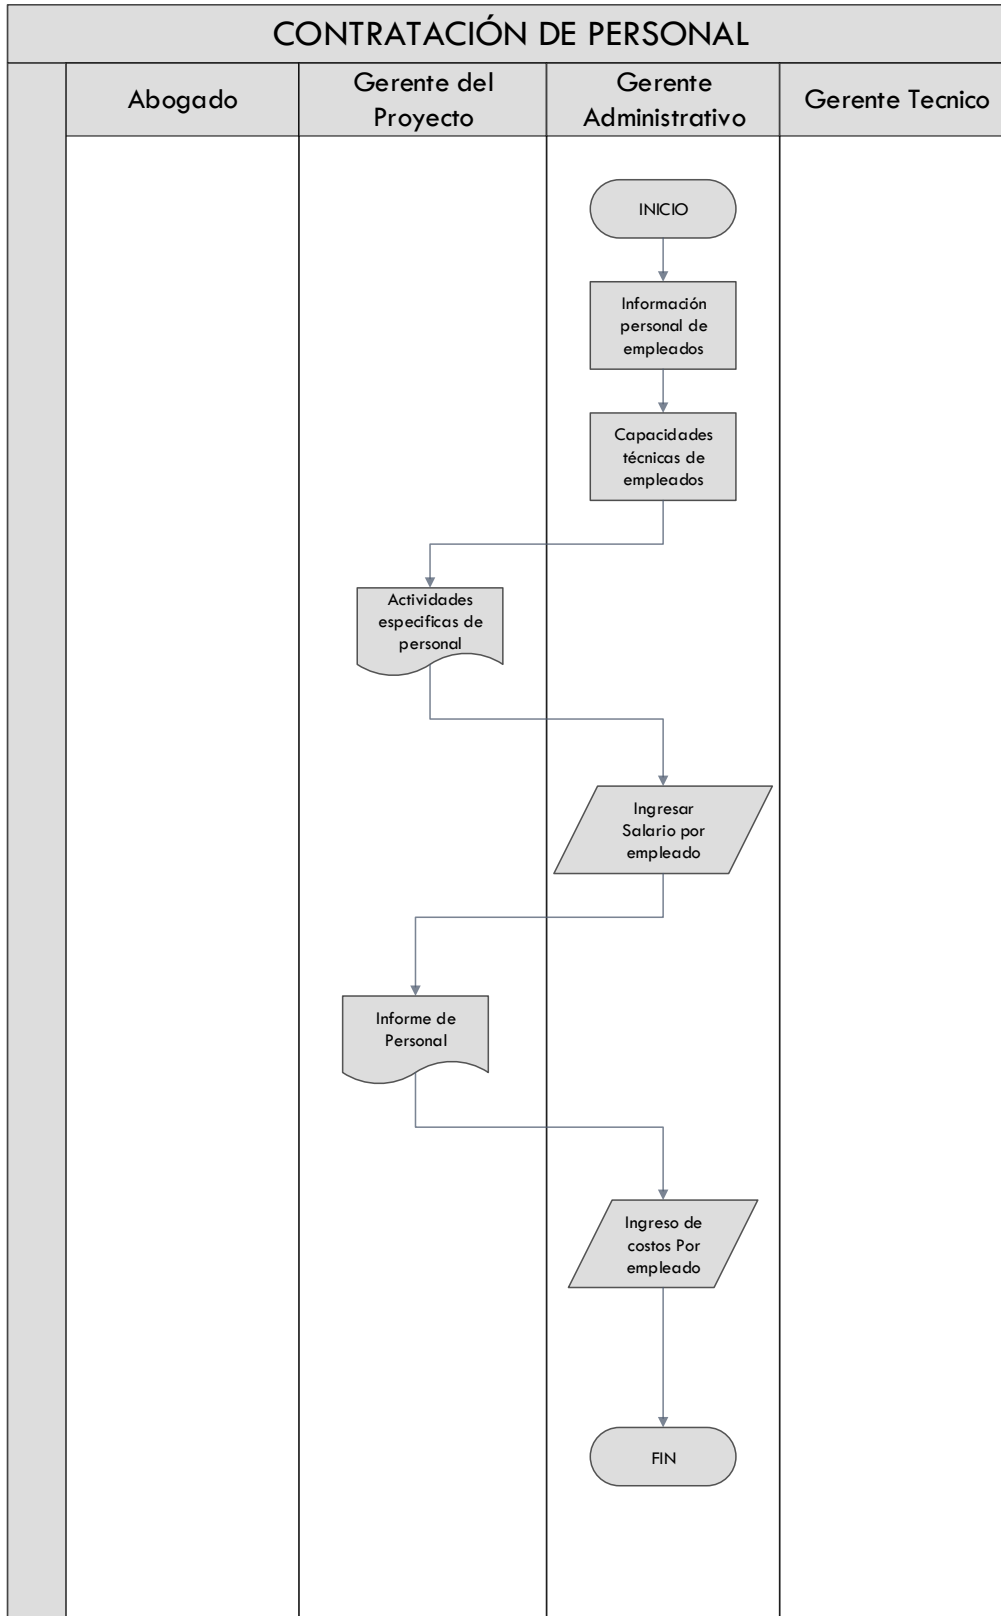 CONTRATACIÓN DE PERSONAL
Abogado
Gerente del
Proyecto
Gerente
Administrativo
Gerente Tecnico
INICIO
Información
personal de
empleados
Capacidades
técnicas de
empleados
Actividades
especificas de
personal
Ingresar
Salario por
empleado
Informe de
Personal
Ingreso de
costos Por
empleado
FIN